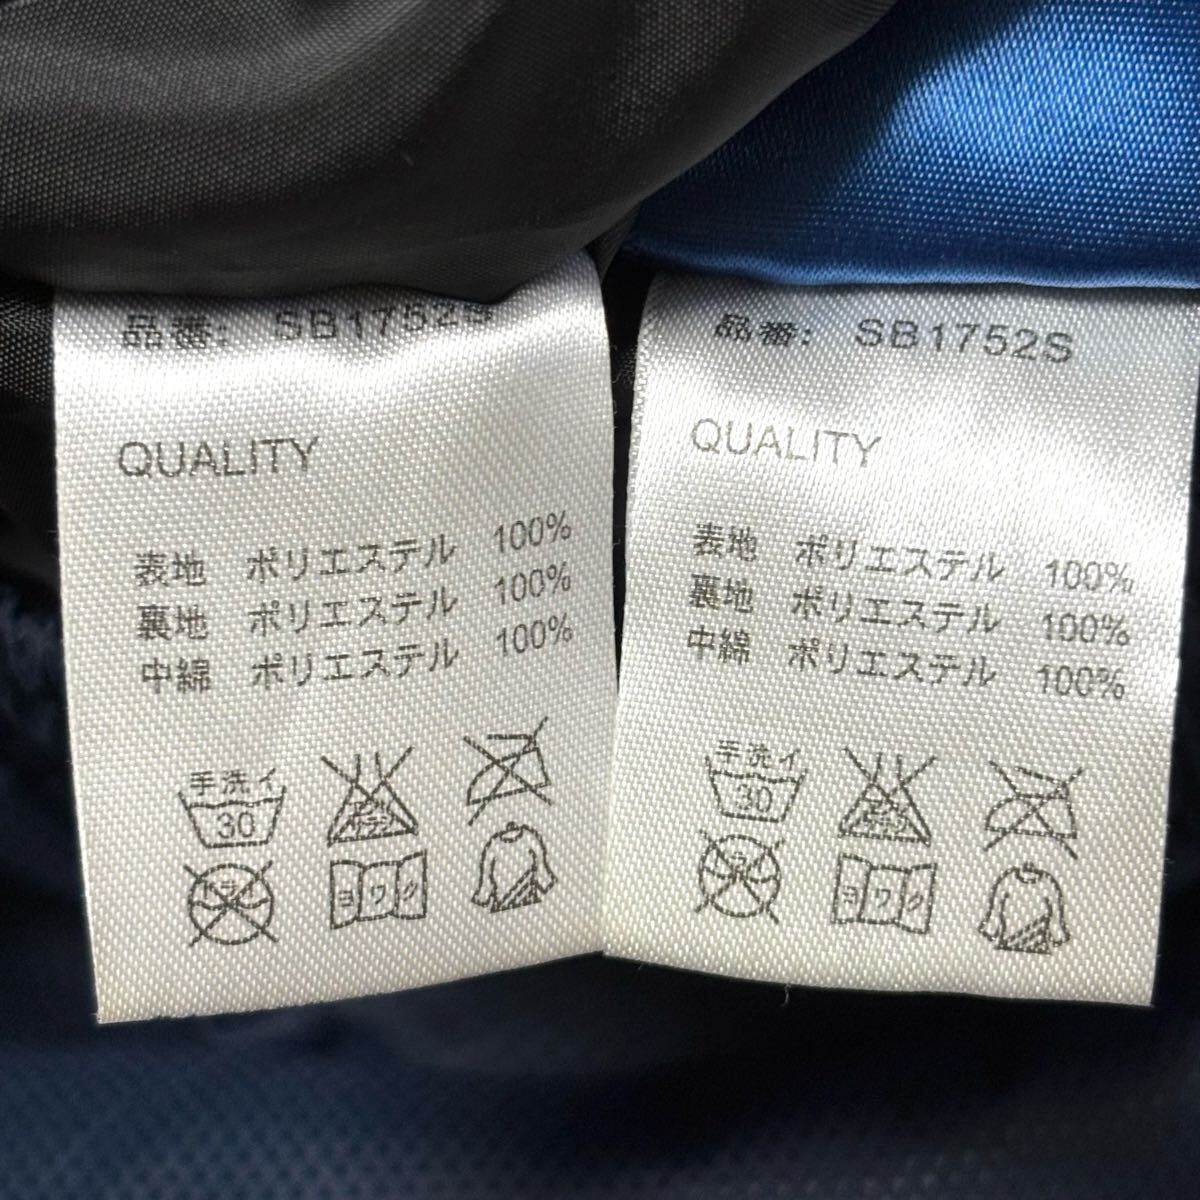 品番: SB1752S
QUALITY
表地 ポリエステル 100%
裏地 ポリエステル 100%
中綿 ポリエステル 100%
手洗イ
30
ヨワク
品番: SB1752S
QUALITY
表地 ポリエステル 100%
裏地 ポリエステル 100%
中綿 ポリエステル 100%
手洗イ
30
ヨワク